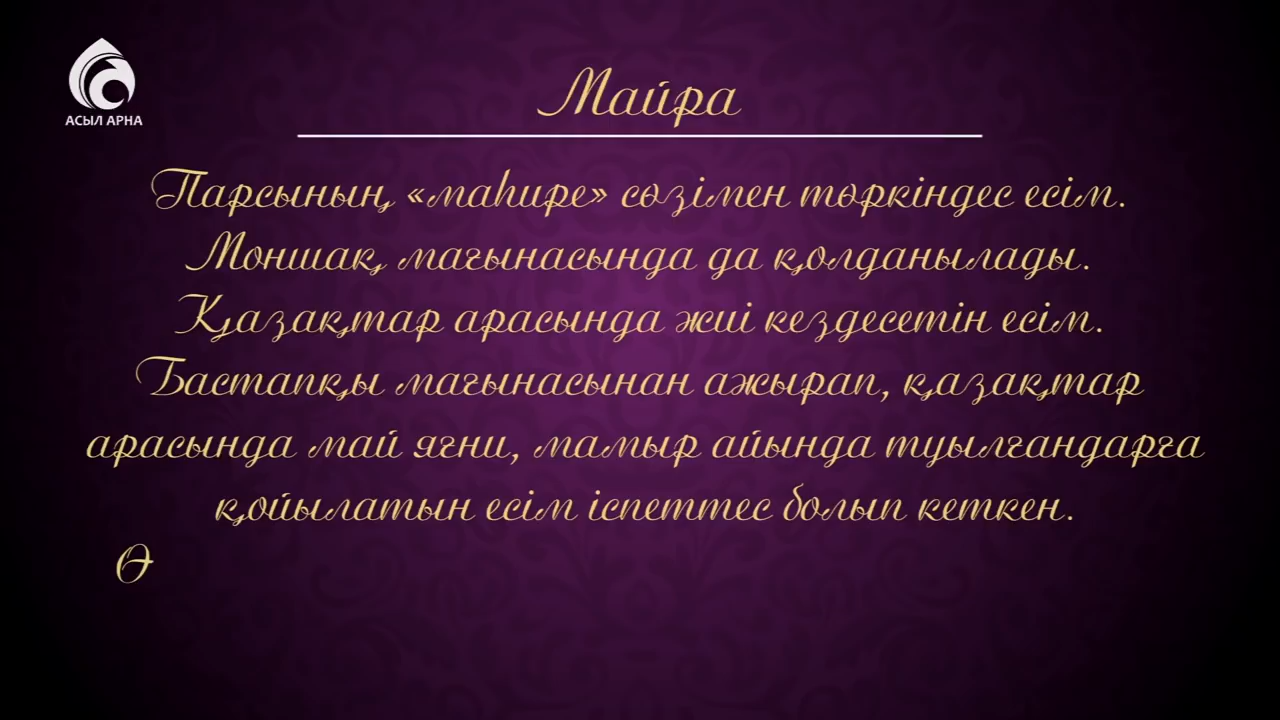 АСЫЛ АРНА
Майра
Парсының «маһире» сөзімен төркіндес есім.
Моншақ мағынасында да қолданылады.
Қазақтар арасында жиі кездесетін есім.
Бастапқы мағынасынан ажырап, қазақтар
арасында май яғни, мамыр айында туылғандарға
қойылатын есім іспеттес болып кеткен.
Ө